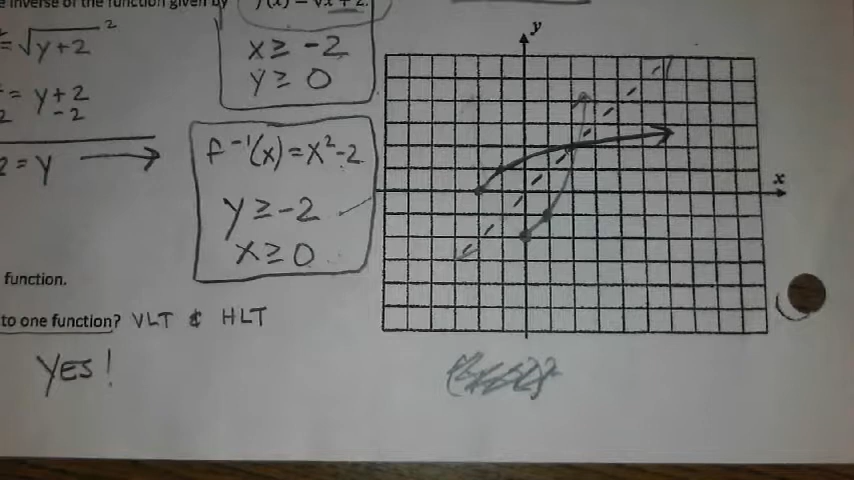 e inverse of the function given by f(x) = √x + 2.
= √y+2 ²
x ≥ -2
y ≥ 0
= y+2
2 -2
2 = y →
f⁻¹(x) = x²-2
y ≥ -2
x ≥ 0
y
x
function.
to one function? VLT & HLT
YES!